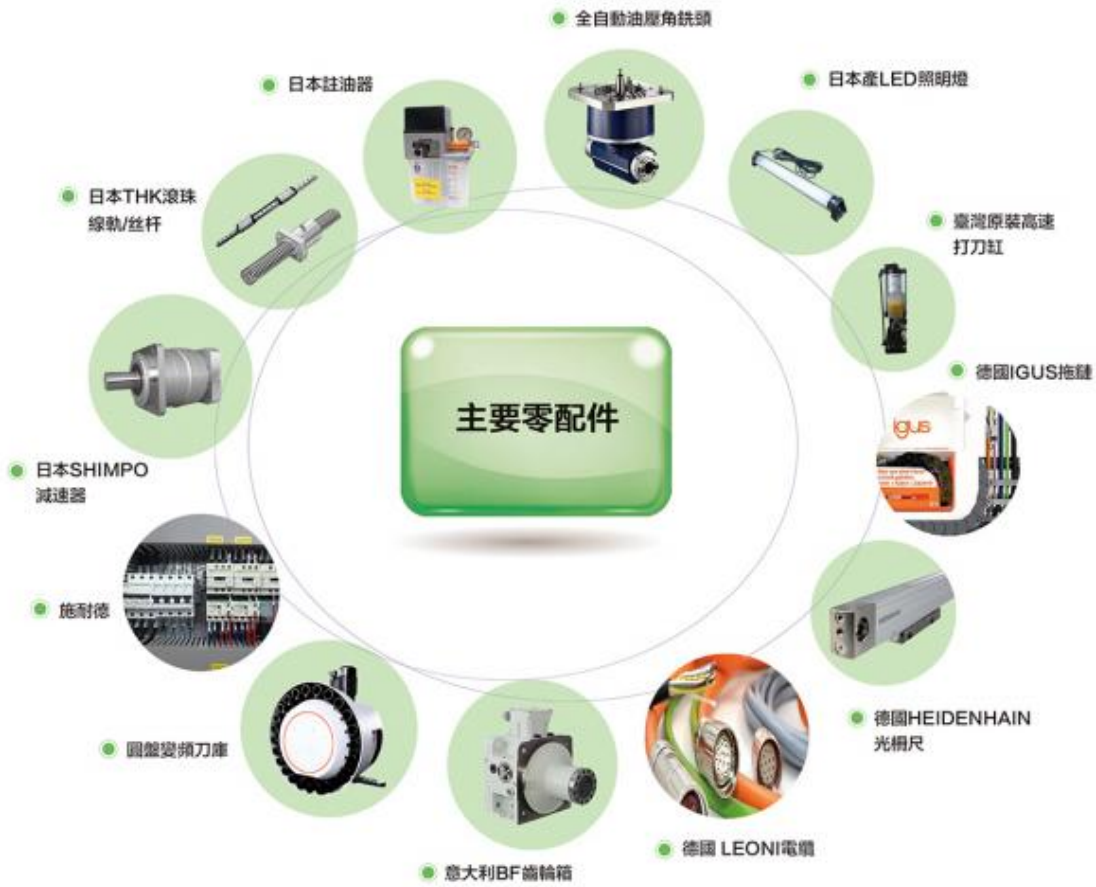 全自動油壓角銑頭
日本註油器
日本產LED照明燈
日本THK滾珠
線軌/丝杆
臺灣原裝高速
打刀缸
德國IGUS拖鏈
主要零配件
igus
日本SHIMPO
減速器
施耐德
德國HEIDENHAIN
光柵尺
圓盤變頻刀庫
德國 LEONI電纜
意大利BF齒輪箱